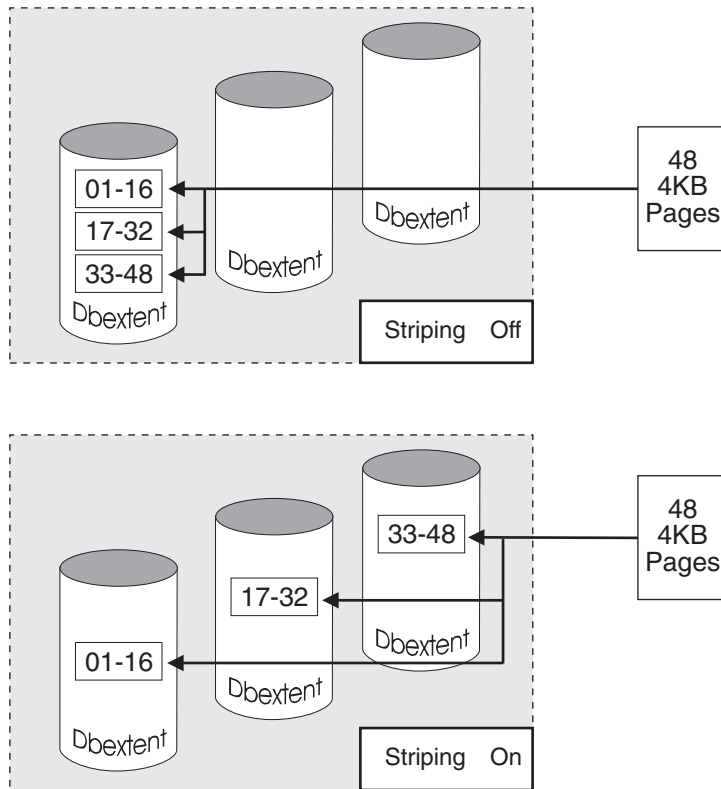 01-16
17-32
33-48
Dbextent
Dbextent
Dbextent
48
4KB
Pages
Striping Off
33-48
17-32
01-16
Dbextent
Dbextent
Dbextent
48
4KB
Pages
Striping On